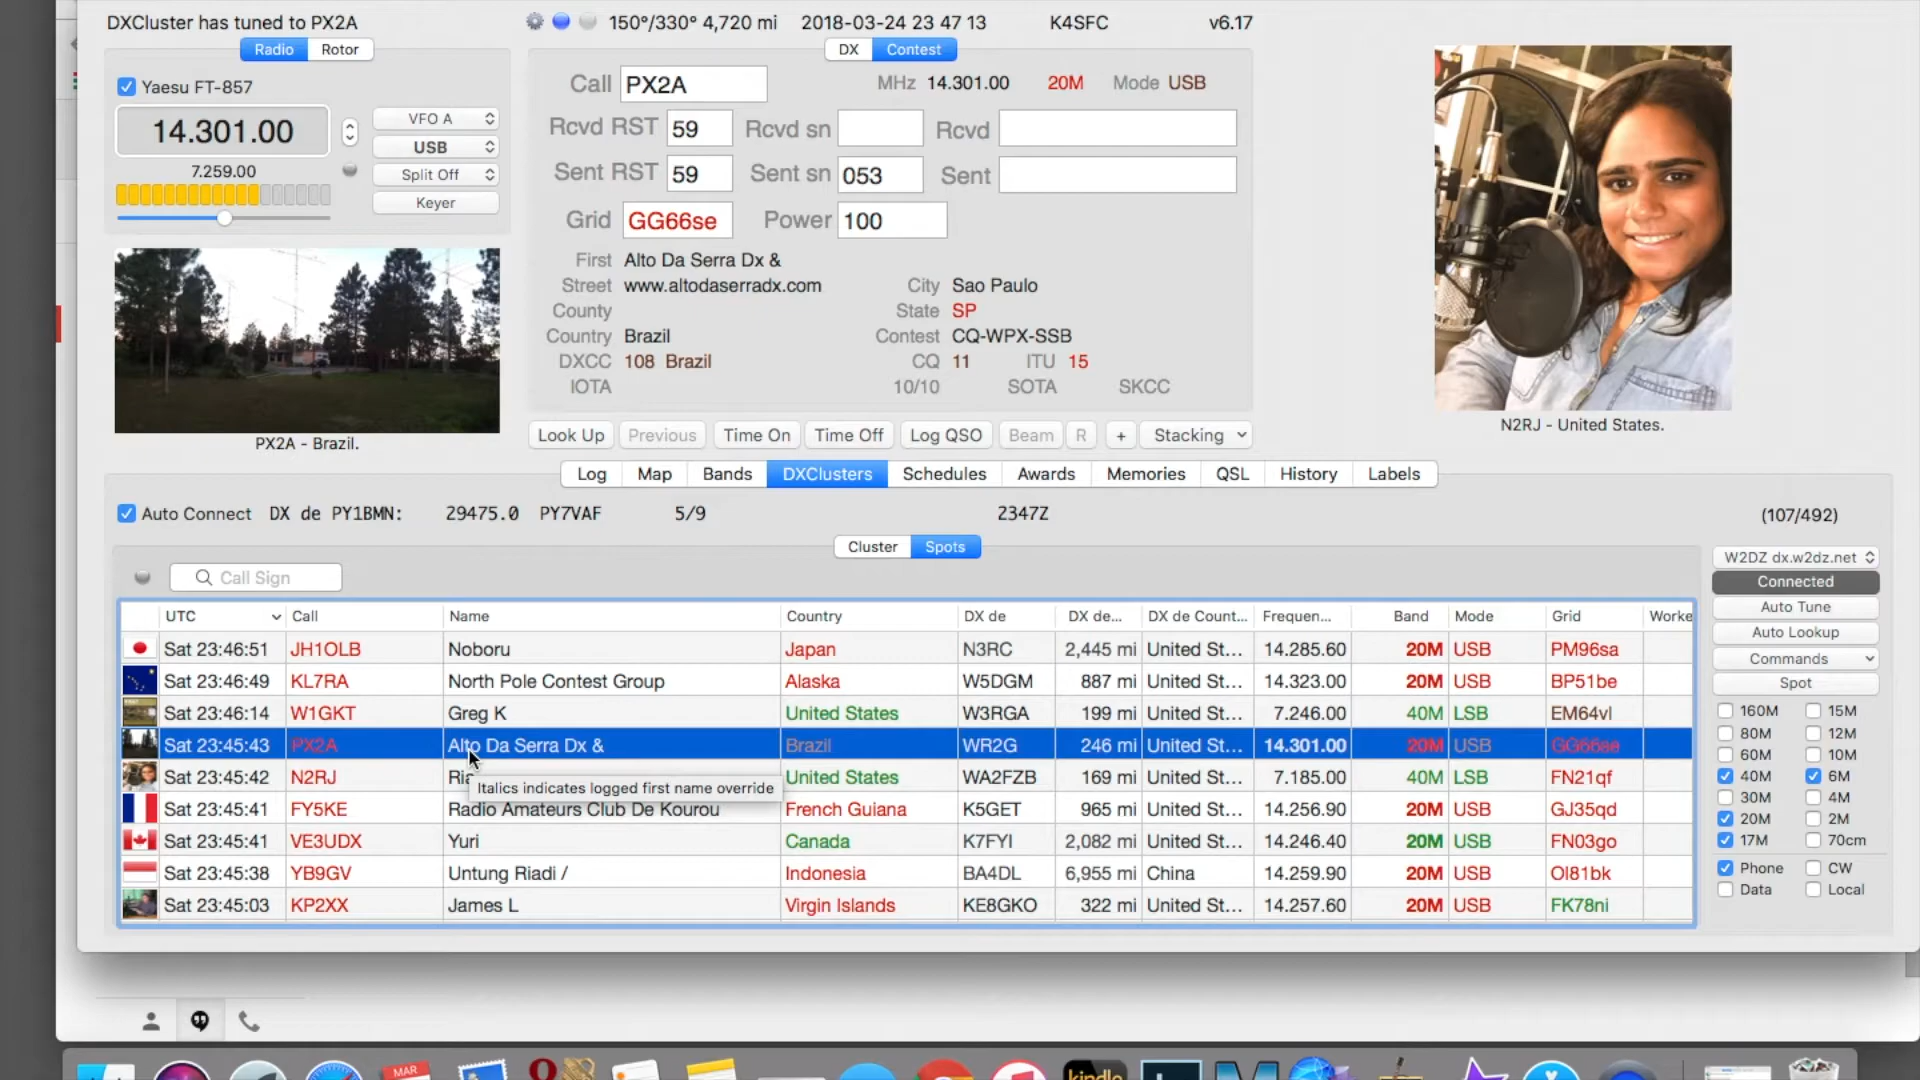 DXCluster has tuned to PX2A
150°/330° 4,720 mi 2018-03-24 23 47 13 K4SFC v6.17
Radio Rotor
DX Contest
Yaesu FT-857
14.301.00
VFO A
USB
7.259.00
Split Off
Keyer
Call PX2A MHz 14.301.00 20M Mode USB
Rcvd RST 59 Rcvd sn Rcvd
Sent RST 59 Sent sn 053 Sent
Grid GG66se Power 100
First Alto Da Serra Dx &
Street www.altodaserradx.com City Sao Paulo
County State SP
Country Brazil Contest CQ-WPX-SSB
DXCC 108 Brazil CQ 11 ITU 15
IOTA 10/10 SOTA SKCC
PX2A - Brazil.
N2RJ - United States.
Look Up Previous Time On Time Off Log QSO Beam R + Stacking
Log Map Bands DXClusters Schedules Awards Memories QSL History Labels
Auto Connect DX de PY1BMN: 29475.0 PY7VAF 5/9 2347Z (107/492)
Cluster Spots
Call Sign
UTC Call Name Country DX de DX de... DX de Count... Frequen... Band Mode Grid Worke
Sat 23:46:51 JH1OLB Noboru Japan N3RC 2,445 mi United St... 14.285.60 20M USB PM96sa
Sat 23:46:49 KL7RA North Pole Contest Group Alaska W5DGM 887 mi United St... 14.323.00 20M USB BP51be
Sat 23:46:14 W1GKT Greg K United States W3RGA 199 mi United St... 7.246.00 40M LSB EM64vl
Sat 23:45:43 PX2A Alto Da Serra Dx & Brazil WR2G 246 mi United St... 14.301.00 20M USB GG66se
Sat 23:45:42 N2RJ Ria United States WA2FZB 169 mi United St... 7.185.00 40M LSB FN21qf
Italics indicates logged first name override
Sat 23:45:41 FY5KE Radio Amateurs Club De Kourou French Guiana K5GET 965 mi United St... 14.256.90 20M USB GJ35qd
Sat 23:45:41 VE3UDX Yuri Canada K7FYI 2,082 mi United St... 14.246.40 20M USB FN03go
Sat 23:45:38 YB9GV Untung Riadi / Indonesia BA4DL 6,955 mi China 14.259.90 20M USB OI81bk
Sat 23:45:03 KP2XX James L Virgin Islands KE8GKO 322 mi United St... 14.257.60 20M USB FK78ni
W2DZ dx.w2dz.net
Connected
Auto Tune
Auto Lookup
Commands
Spot
160M 15M
80M 12M
60M 10M
40M 6M
30M 4M
20M 2M
17M 70cm
Phone CW
Data Local
MAR
kindle